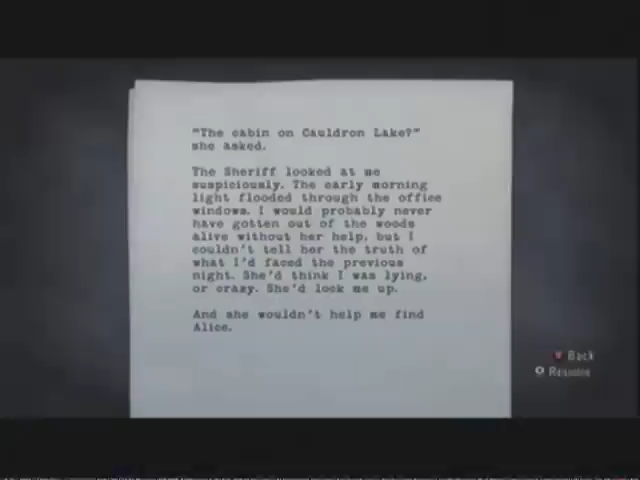 "The cabin on Cauldron Lake?"
she asked.
The Sheriff looked at me
suspiciously. The early morning
light flooded through the office
windows. I would probably never
have gotten out of the woods
alive without her help, but I
couldn't tell her the truth of
what I'd faced the previous
night. She'd think I was lying,
or crazy. She'd lock me up.
And she wouldn't help me find
Alice.
Back
Resume